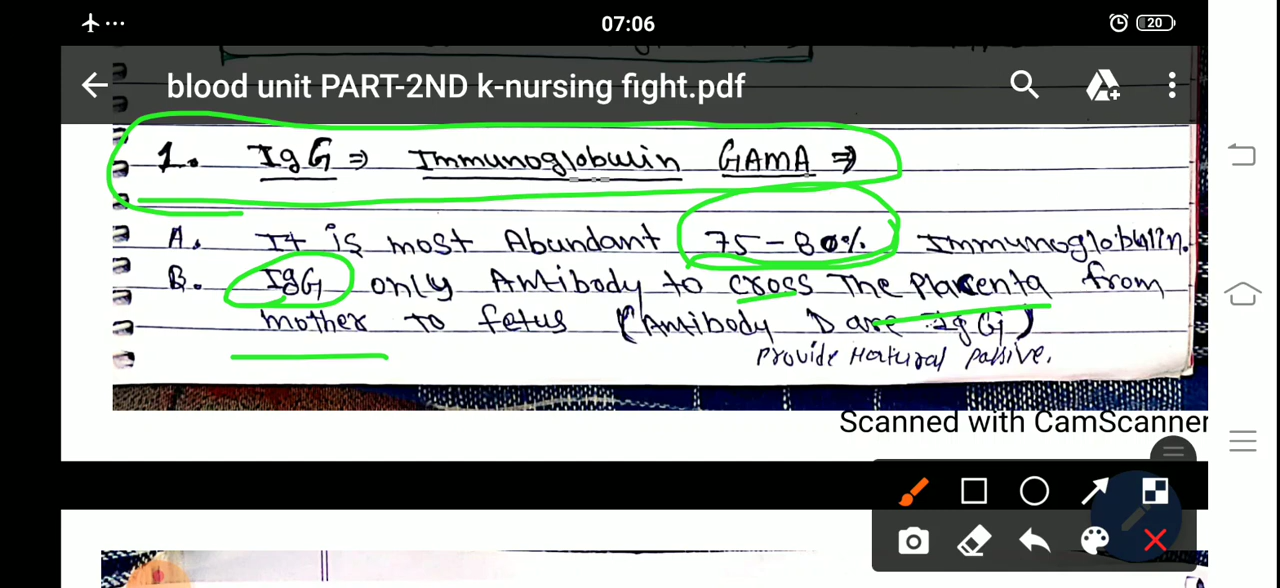 07:06
20
blood unit PART-2ND k-nursing fight.pdf
1. IgG ⇒ Immunoglobulin GAMA ⇒
A. It is most Abundant 75-80% Immunoglobulin.
B. IgG only Antibody to cross The Placenta from
mother to fetus (Antibody D are IgG)
Provide Natural passive.
Scanned with CamScanner